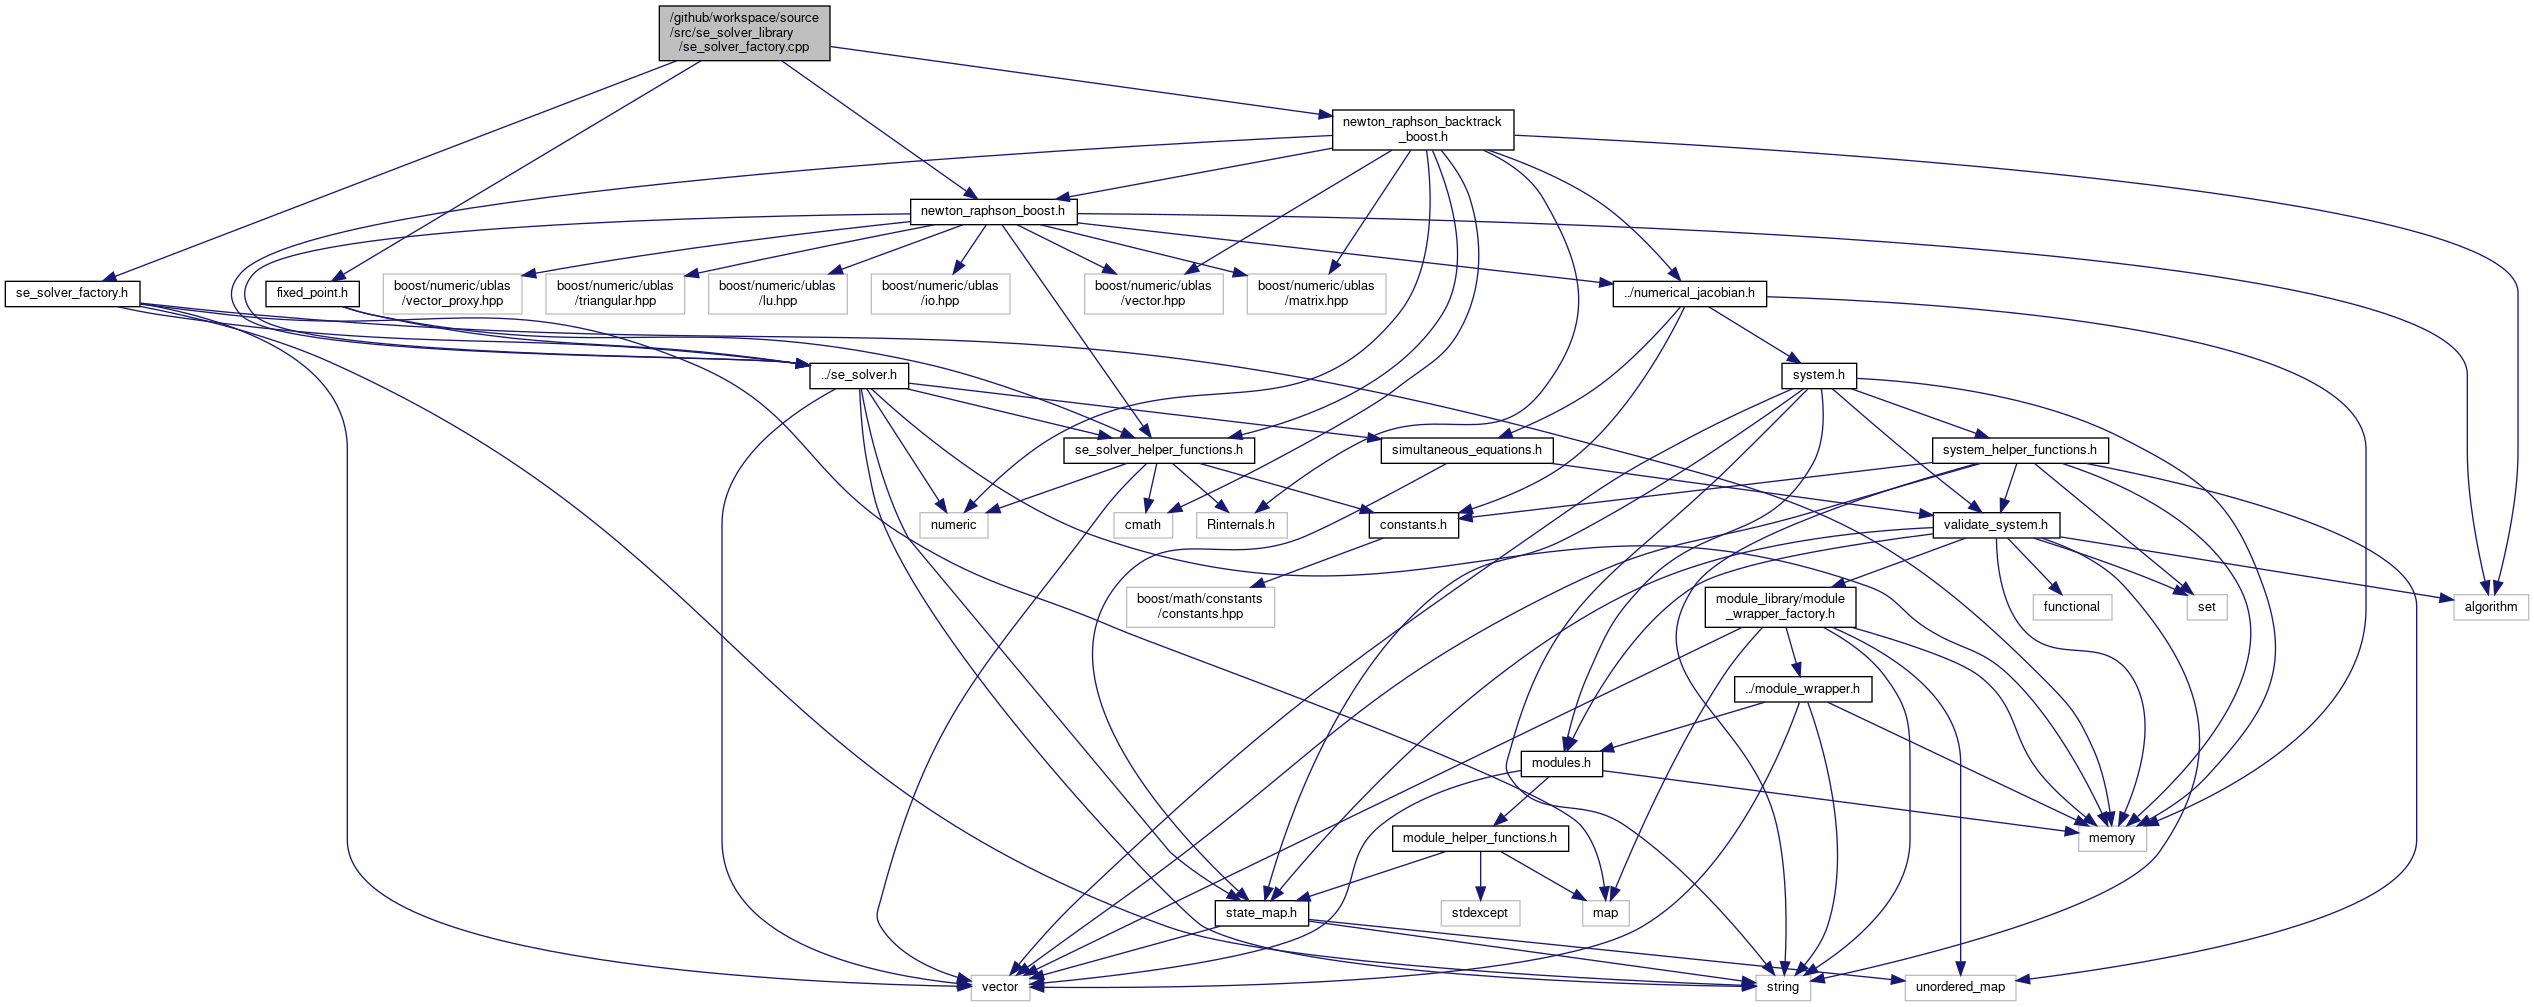 /github/workspace/source
/src/se_solver_library
/se_solver_factory.cpp
newton_raphson_backtrack
_boost.h
newton_raphson_boost.h
se_solver_factory.h
fixed_point.h
boost/numeric/ublas
/vector_proxy.hpp
boost/numeric/ublas
/triangular.hpp
boost/numeric/ublas
/lu.hpp
boost/numeric/ublas
/io.hpp
boost/numeric/ublas
/vector.hpp
boost/numeric/ublas
/matrix.hpp
../numerical_jacobian.h
../se_solver.h
system.h
se_solver_helper_functions.h
simultaneous_equations.h
system_helper_functions.h
numeric
cmath
Rinternals.h
constants.h
validate_system.h
boost/math/constants
/constants.hpp
module_library/module
_wrapper_factory.h
functional
set
algorithm
../module_wrapper.h
modules.h
module_helper_functions.h
memory
state_map.h
stdexcept
map
vector
string
unordered_map